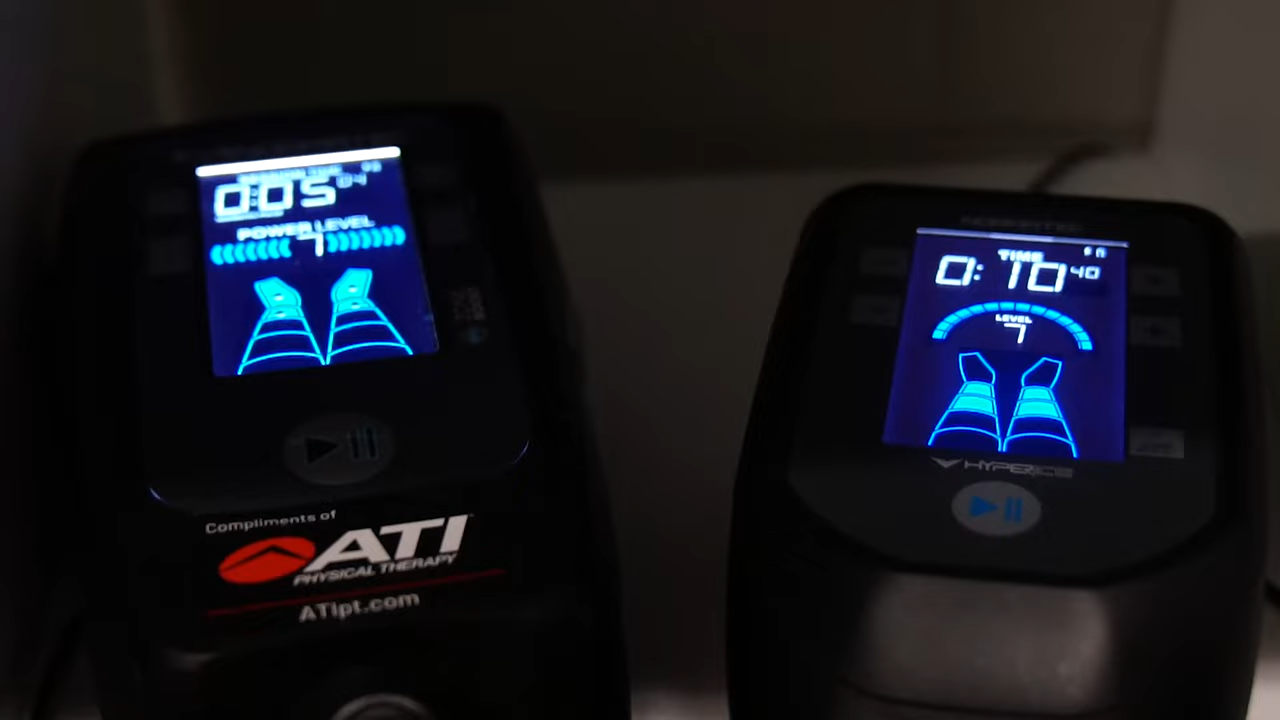 0:05 04
POWER LEVEL
7
Compliments of
ATI
PHYSICAL THERAPY
ATIpt.com
TIME
0:10 40
LEVEL
7
HYPERICE